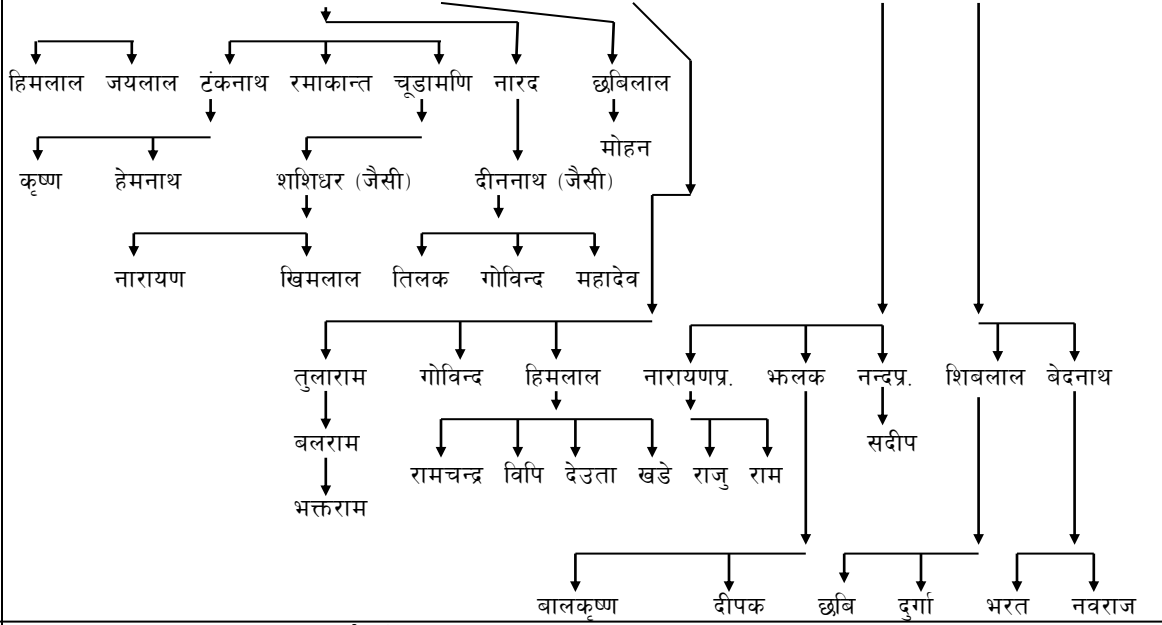 हिमलाल जयलाल टंकनाथ रमाकान्त चूडामणि नारद छबिलाल
मोहन
कृष्ण हेमनाथ शशिधर (जैसी) दीननाथ (जैसी)
नारायण खिमलाल तिलक गोविन्द महादेव
तुलाराम गोविन्द हिमलाल नारायणप्र. झलक नन्दप्र. शिबलाल बेदनाथ
बलराम सदीप
रामचन्द्र विपि देउता खडे राजु राम
भक्तराम
बालकृष्ण दीपक छबि दुर्गा भरत नवराज